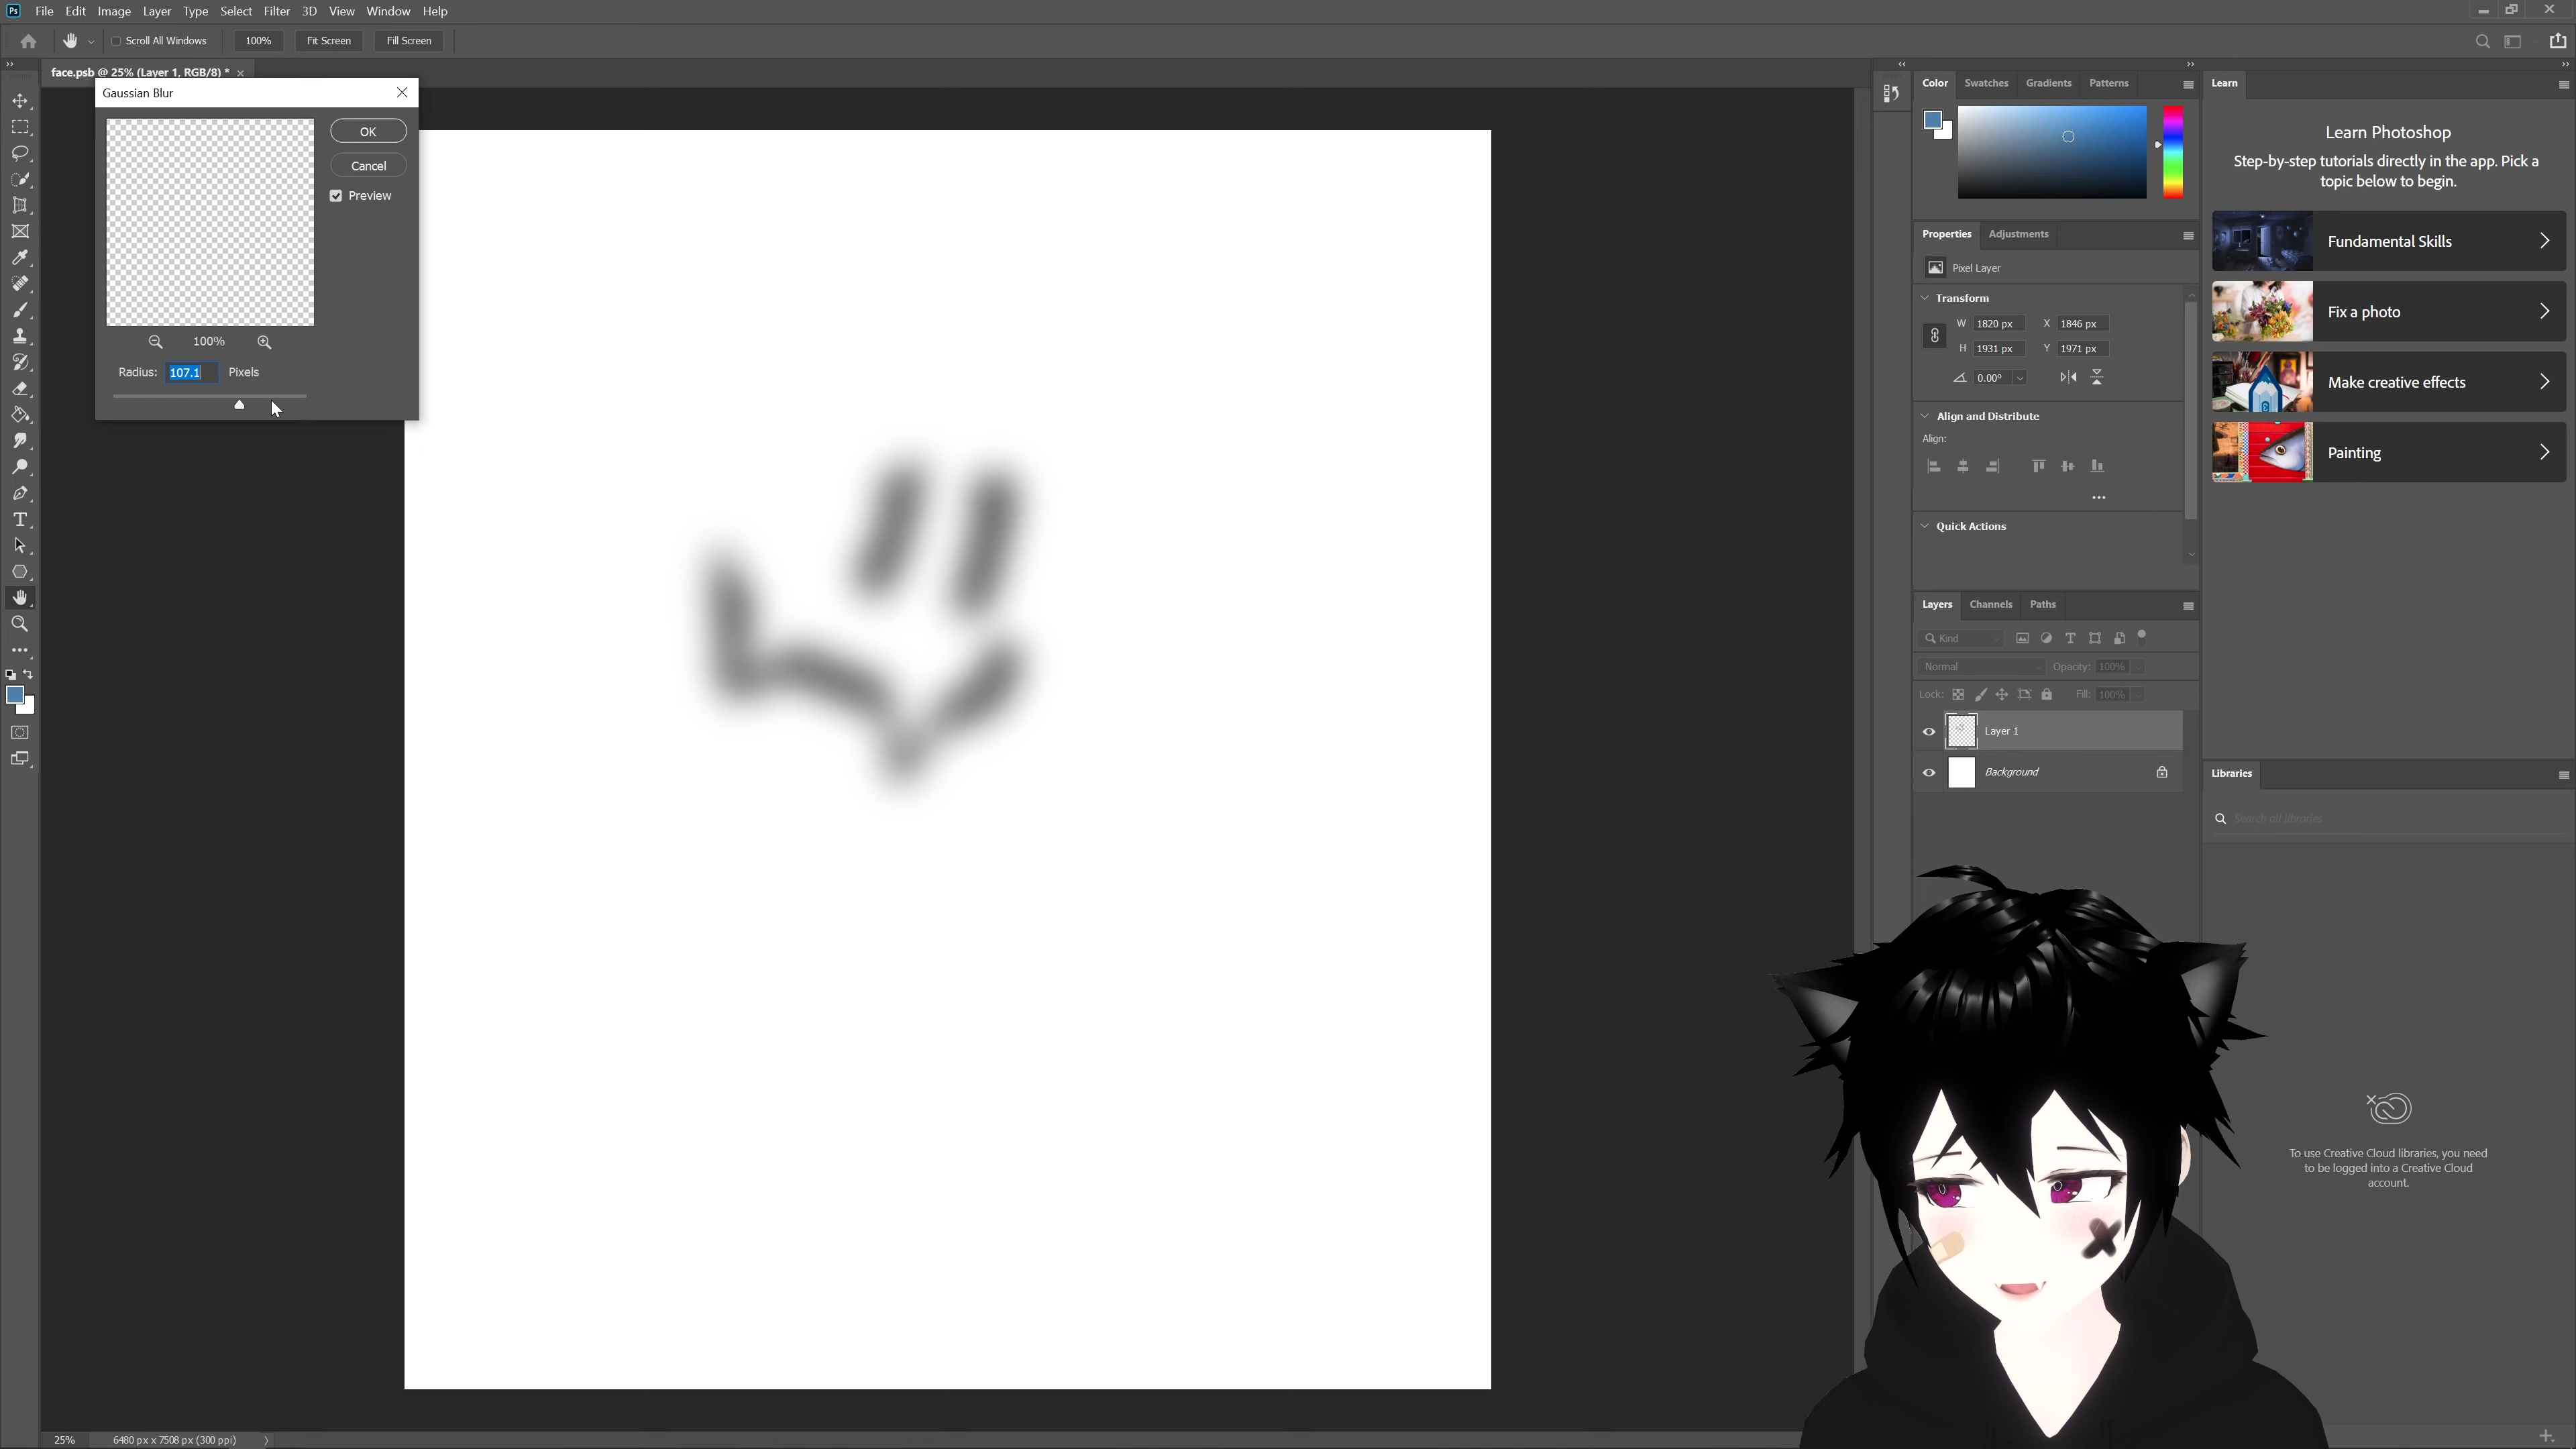 Ps File Edit Image Layer Type Select Filter 3D View Window Help
Scroll All Windows 100% Fit Screen Fill Screen
face.psb @ 25% (Layer 1, RGB/8) *
Gaussian Blur
OK
Cancel
Preview
100%
Radius: 107.1 Pixels
Color Swatches Gradients Patterns
Properties Adjustments
Pixel Layer
Transform
W 1820 px X 1846 px
H 1931 px Y 1971 px
0.00°
Align and Distribute
Align:
Quick Actions
Layers Channels Paths
Kind
Normal Opacity: 100%
Lock: Fill: 100%
Layer 1
Background
Learn
Learn Photoshop
Step-by-step tutorials directly in the app. Pick a
topic below to begin.
Fundamental Skills
Fix a photo
Make creative effects
Painting
Libraries
Search all libraries
To use Creative Cloud libraries, you need
to be logged into a Creative Cloud
account.
25% 6480 px x 7508 px (300 ppi)